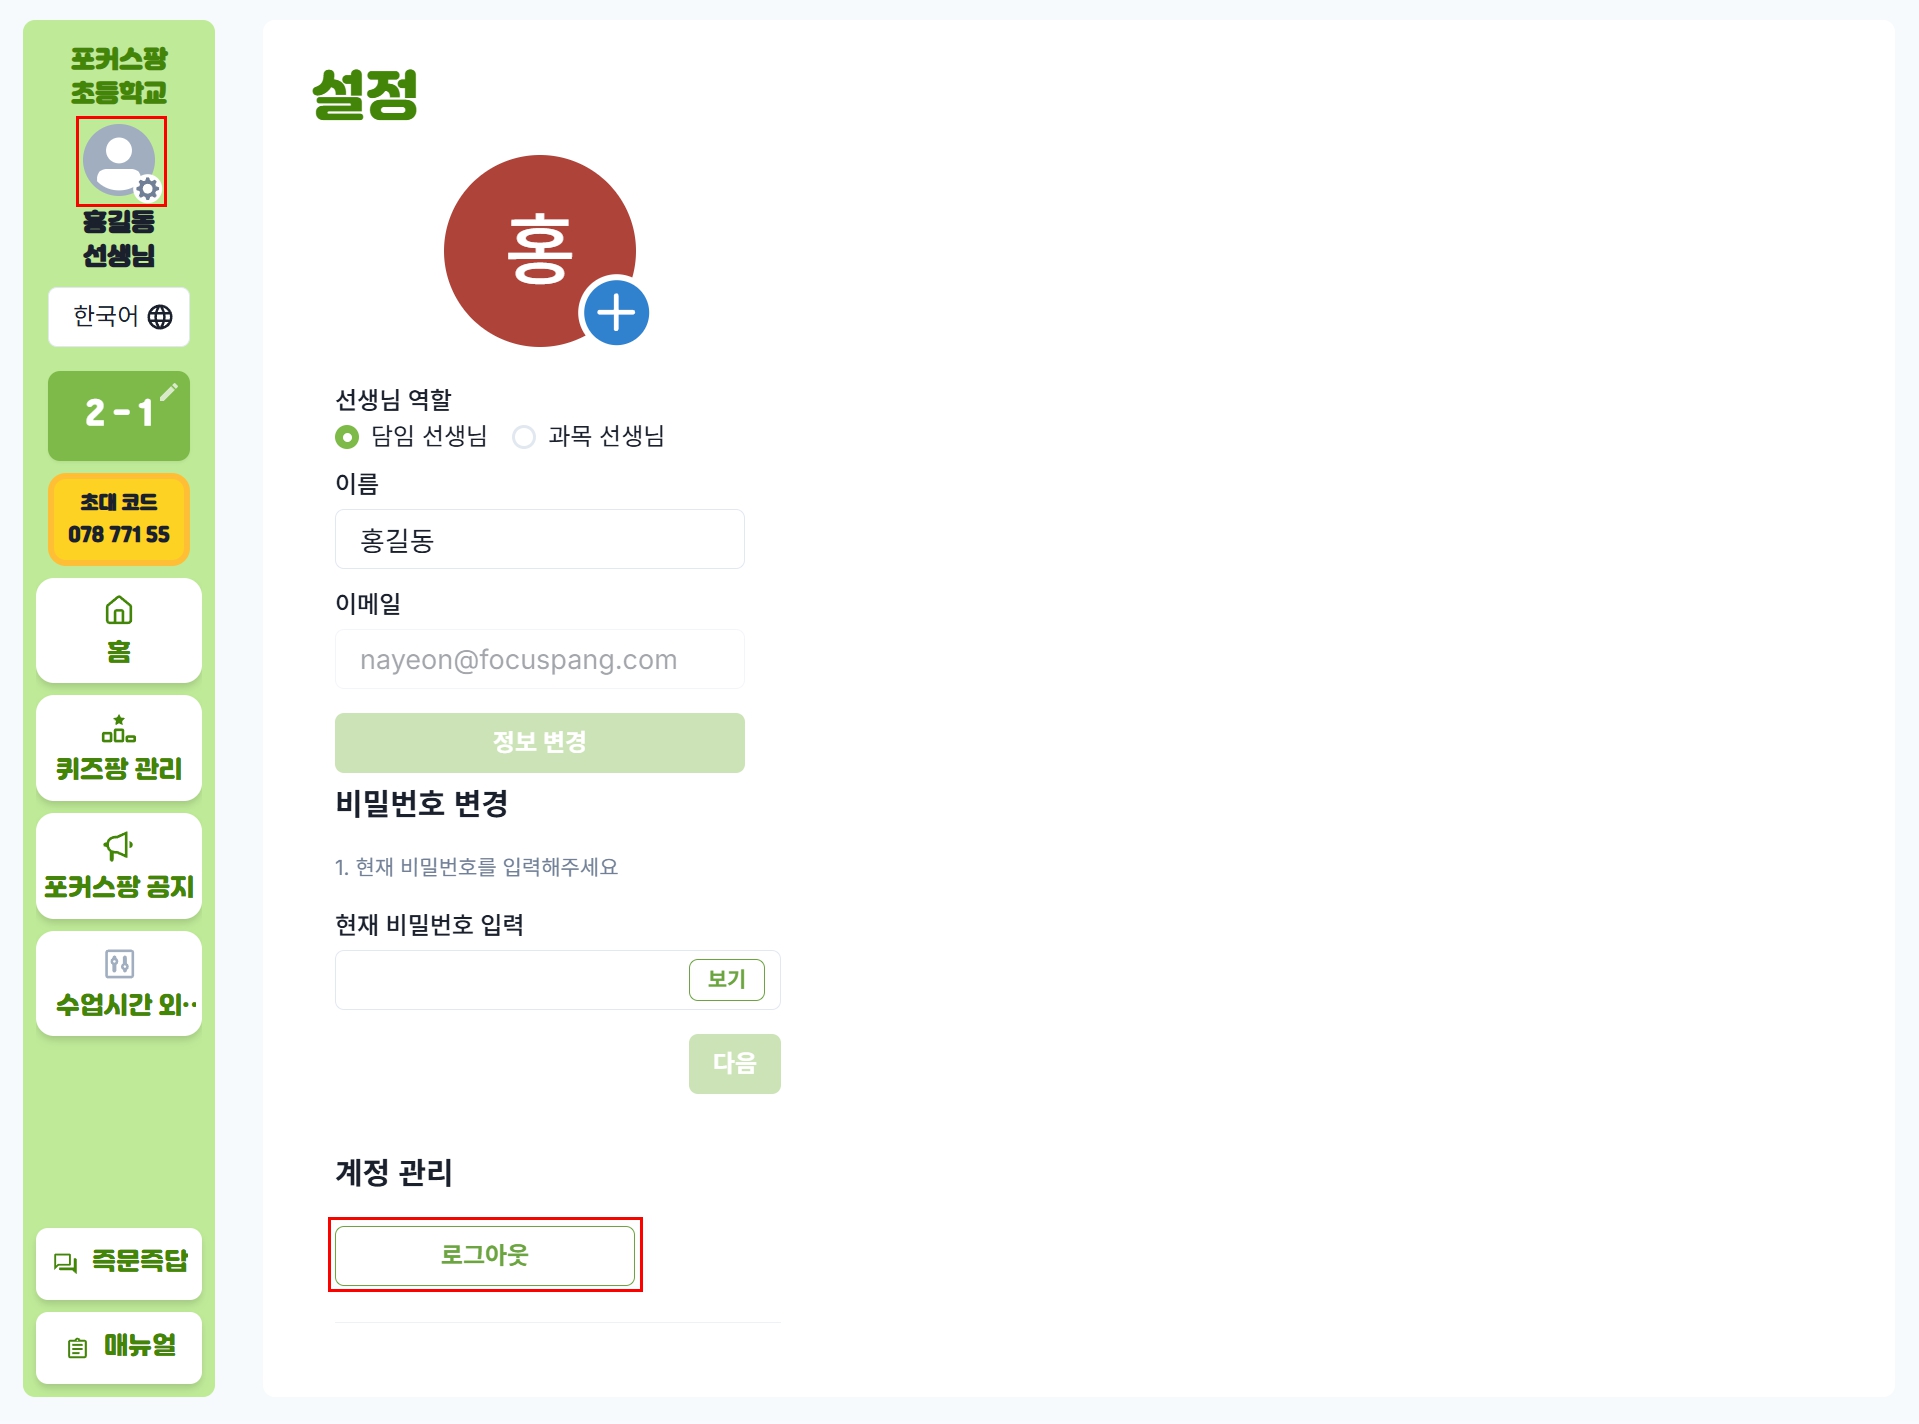 포커스팡
초등학교
홍길동
선생님
한국어
2 - 1
초대 코드
078 771 55
홈
퀴즈팡 관리
포커스팡 공지
수업시간 외··
즉문즉답
매뉴얼
설정
홍
선생님 역할
담임 선생님 과목 선생님
이름
홍길동
이메일
nayeon@focuspang.com
정보 변경
비밀번호 변경
1. 현재 비밀번호를 입력해주세요
현재 비밀번호 입력
보기
다음
계정 관리
로그아웃